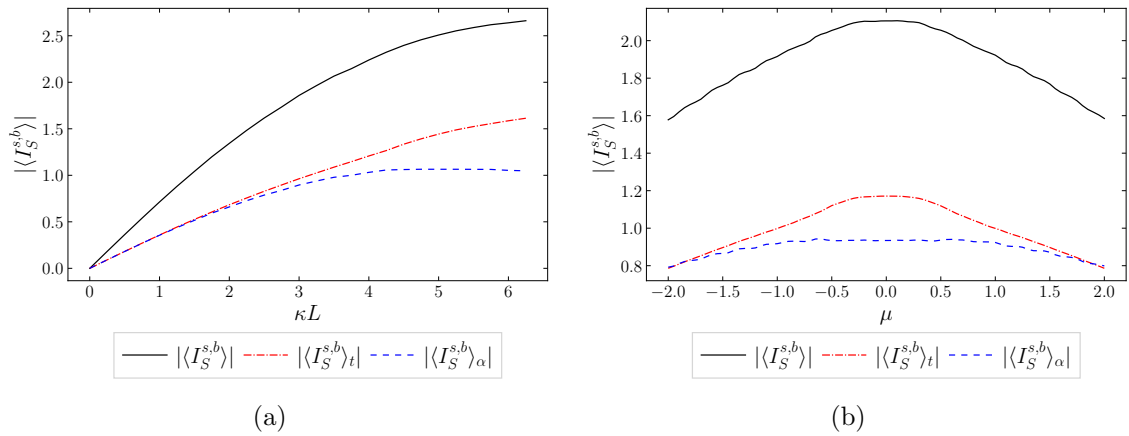 2.5
2.0
1.5
1.0
0.5
0.0
|⟨I_S^{s,b}⟩|
0 1 2 3 4 5 6
κL
|⟨I_S^{s,b}⟩| |⟨I_S^{s,b}⟩_t| |⟨I_S^{s,b}⟩_α|
(a)
2.0
1.8
1.6
1.4
1.2
1.0
0.8
|⟨I_S^{s,b}⟩|
−2.0 −1.5 −1.0 −0.5 0.0 0.5 1.0 1.5 2.0
μ
|⟨I_S^{s,b}⟩| |⟨I_S^{s,b}⟩_t| |⟨I_S^{s,b}⟩_α|
(b)